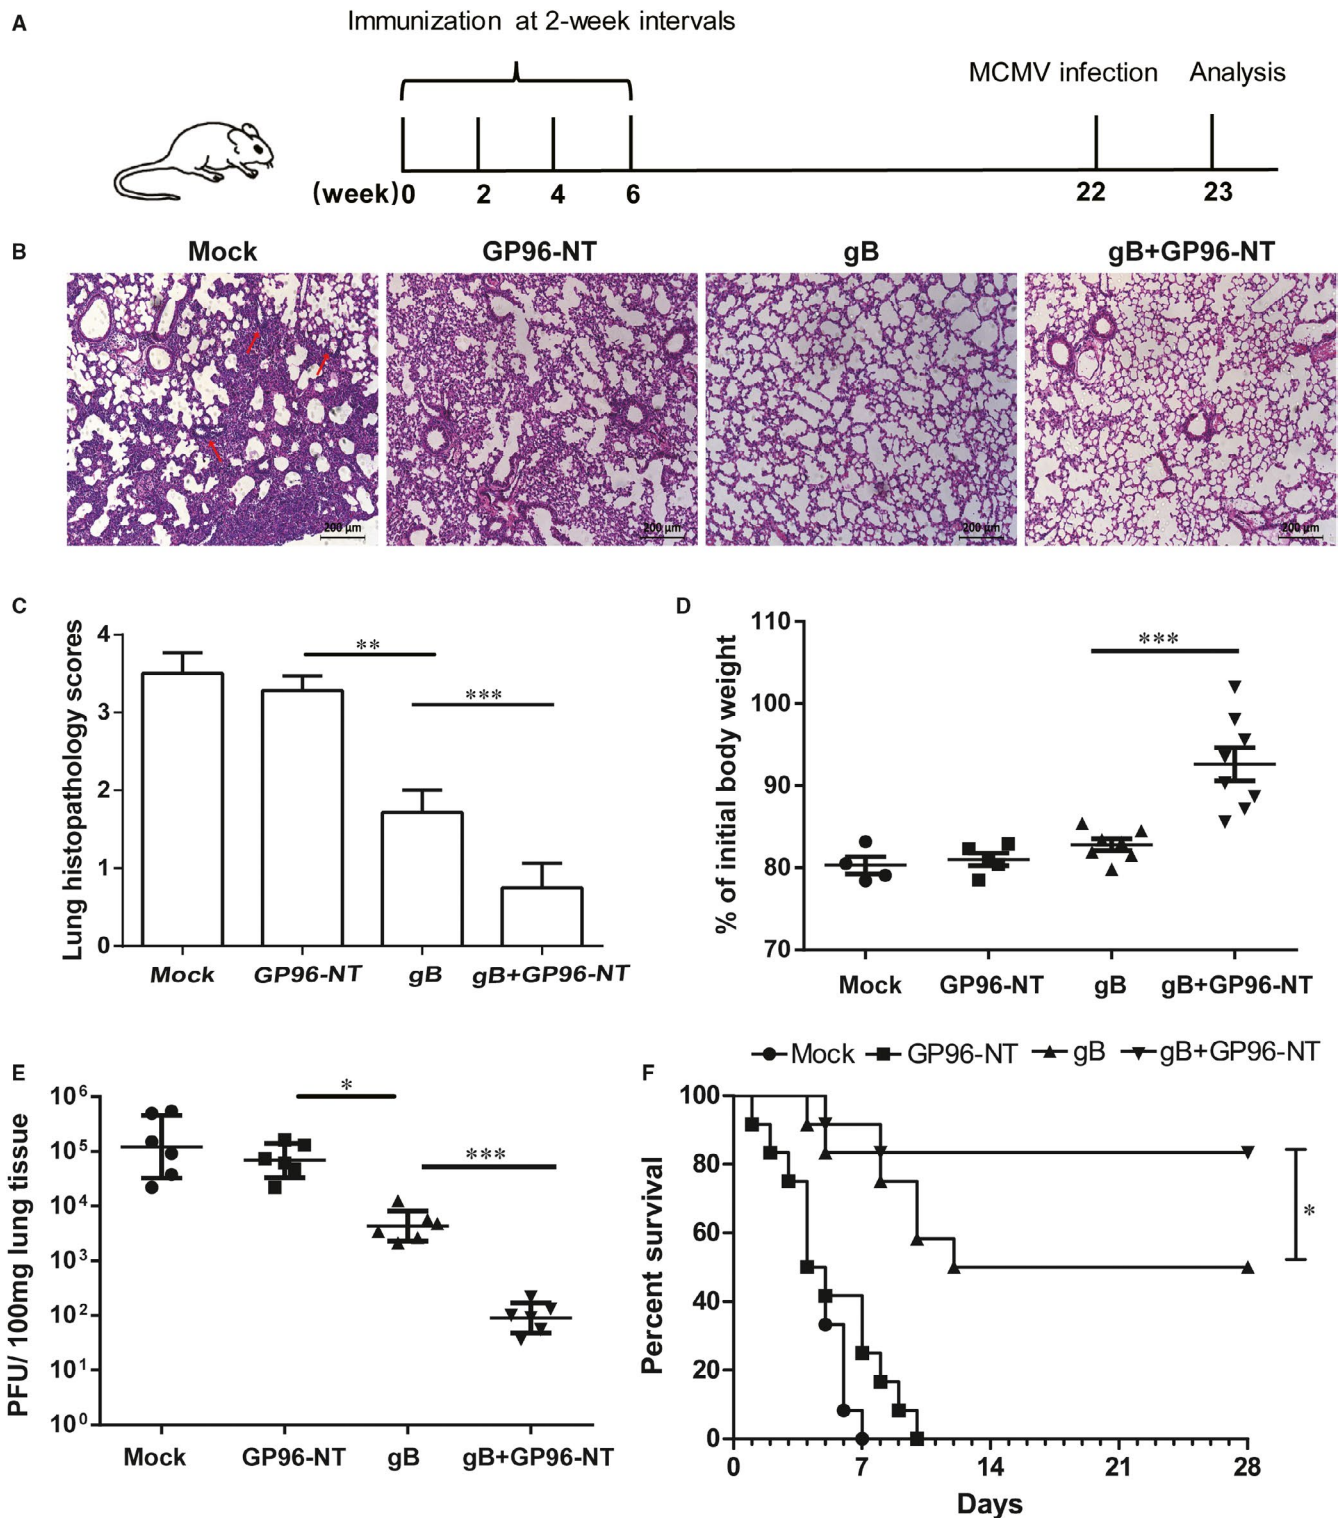 A
Immunization at 2-week intervals
MCMV infection Analysis
(week) 0 2 4 6 22 23
B
Mock GP96-NT gB gB+GP96-NT
200 μm 200 μm 200 μm 200 μm
C
Lung histopathology scores
4
3
2
1
0
** ***
Mock GP96-NT gB gB+GP96-NT
D
% of initial body weight
110
100
90
80
70
***
Mock GP96-NT gB gB+GP96-NT
E
PFU/ 100mg lung tissue
10⁶
10⁵
10⁴
10³
10²
10¹
10⁰
* ***
Mock GP96-NT gB gB+GP96-NT
F
Mock GP96-NT gB gB+GP96-NT
Percent survival
100
80
60
40
20
0
*
0 7 14 21 28
Days